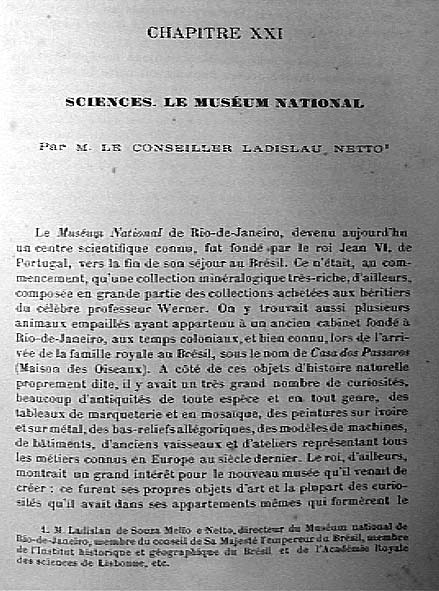 CHAPITRE XXI
SCIENCES. LE MUSÉUM NATIONAL
Par M. LE CONSEILLER LADISLAU NETTO¹
Le Muséum National de Rio-de-Janeiro, devenu aujourd'hu
un centre scientifique connu, fut fondé par le roi Jean VI, de
Portugal, vers la fin de son séjour au Brésil. Ce n'était, au com-
mencement, qu'une collection minéralogique très-riche, d'ailleurs,
composée en grande partie des collections achetées aux héritiers
du célèbre professeur Werner. On y trouvait aussi plusieurs
animaux empaillés ayant appartenu à un ancien cabinet fondé à
Rio-de-Janeiro, aux temps coloniaux, et bien connu, lors de l'arri-
vée de la famille royale au Brésil, sous le nom de Casa dos Passaros
(Maison des Oiseaux). A côté de ces objets d'histoire naturelle
proprement dite, il y avait un très grand nombre de curiosités,
beaucoup d'antiquités de toute espèce et en tout genre, des
tableaux de marqueterie et en mosaïque, des peintures sur ivoire
et sur métal, des bas-reliefs allégoriques, des modèles de machines,
de bâtiments, d'anciens vaisseaux et d'ateliers représentant tous
les métiers connus en Europe au siècle dernier. Le roi, d'ailleurs,
montrait un grand intérêt pour le nouveau musée qu'il venait de
créer : ce furent ses propres objets d'art et la plupart des curio-
sités qu'il avait dans ses appartements mêmes qui formèrent le
1. M. Ladislau de Souza Mello e Netto, directeur du Muséum national de
Rio-de-Janeiro, membre du conseil de Sa Majesté l'empereur du Brésil, membre
de l'Institut historique et géographique du Brésil et de l'Académie Royale
des sciences de Lisbonne, etc.